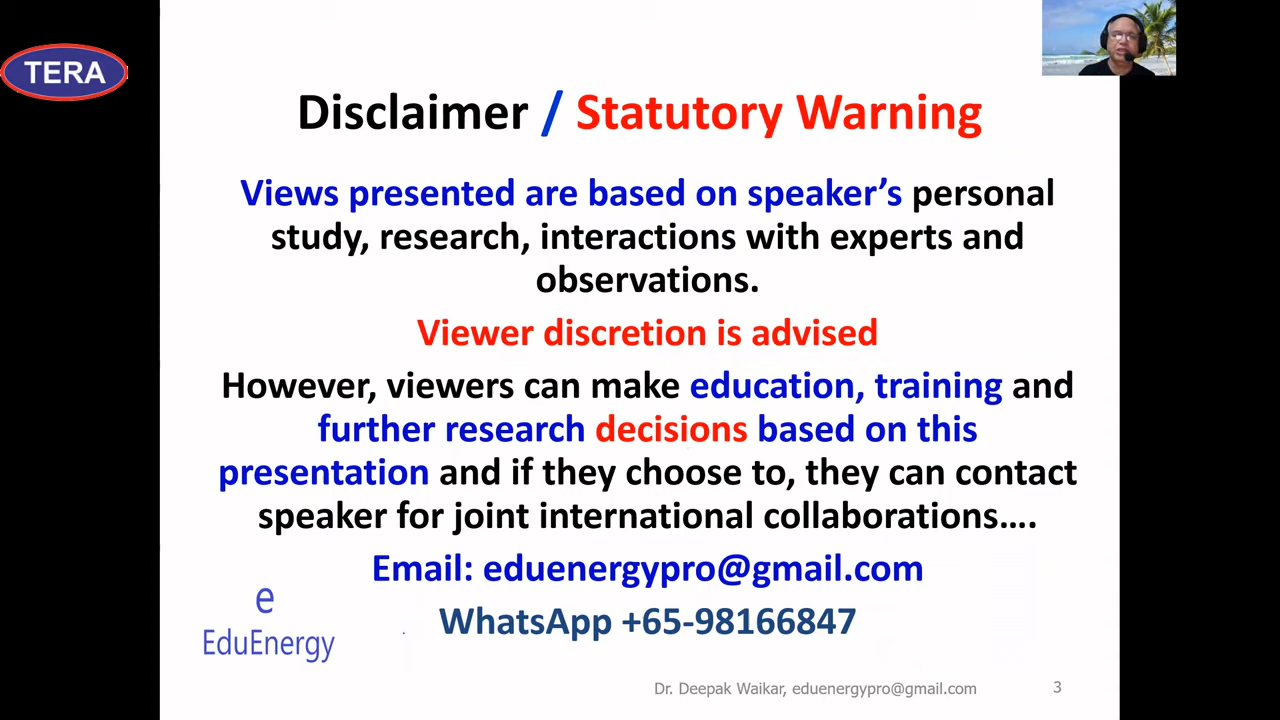 TERA
Disclaimer / Statutory Warning
Views presented are based on speaker’s personal
study, research, interactions with experts and
observations.
Viewer discretion is advised
However, viewers can make education, training and
further research decisions based on this
presentation and if they choose to, they can contact
speaker for joint international collaborations….
Email: eduenergypro@gmail.com
WhatsApp +65-98166847
e
EduEnergy
Dr. Deepak Waikar, eduenergypro@gmail.com
3